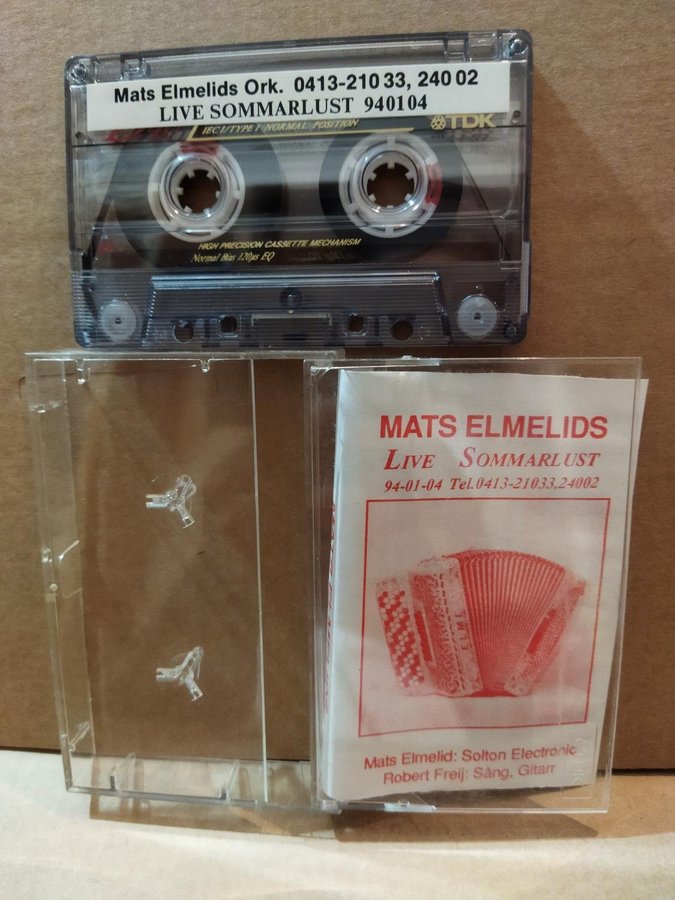 Mats Elmelids Ork. 0413-210 33, 240 02
LIVE SOMMARLUST 940104
IEC I/TYPE I NORMAL POSITION
TDK
HIGH PRECISION CASSETTE MECHANISM
Normal Bias 120µs EQ
MATS ELMELIDS
LIVE SOMMARLUST
94-01-04 Tel.0413-21033,24002
ELME
Mats Elmelid: Solton Electronic
Robert Freij: Sång, Gitarr